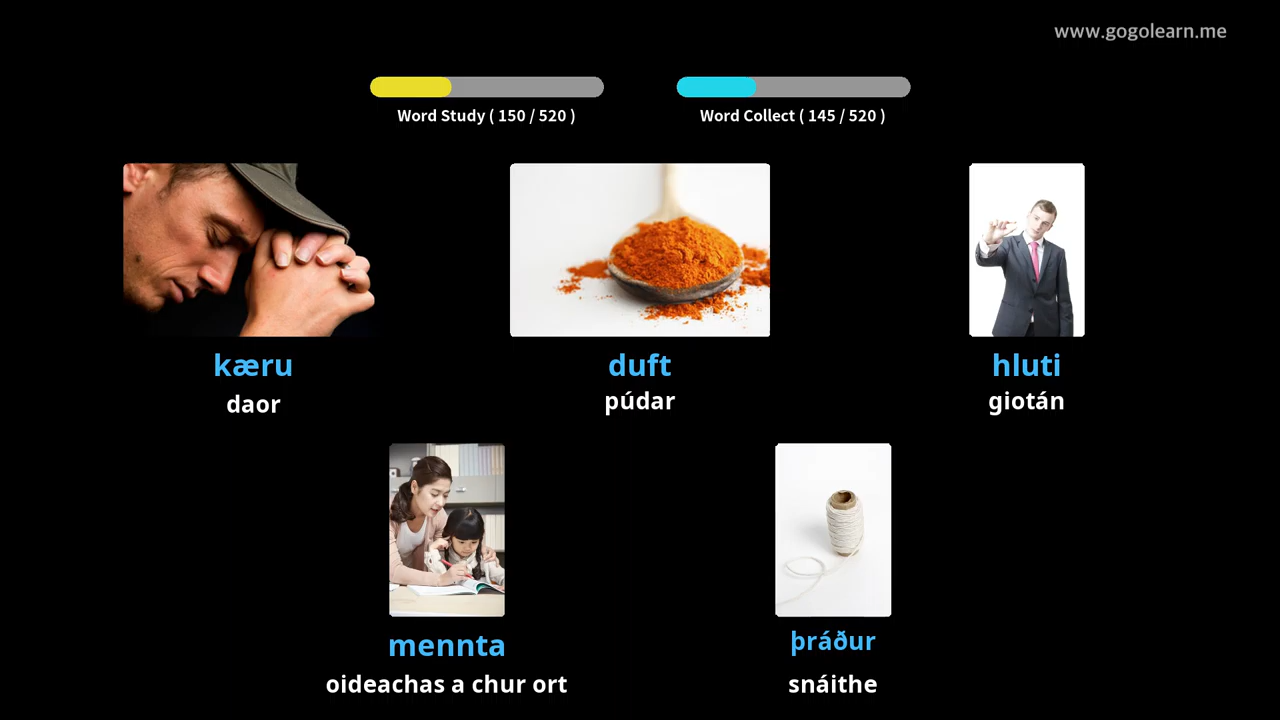 www.gogolearn.me
Word Study ( 150 / 520 )
Word Collect ( 145 / 520 )
kæru
daor
duft
púdar
hluti
giotán
mennta
oideachas a chur ort
þráður
snáithe